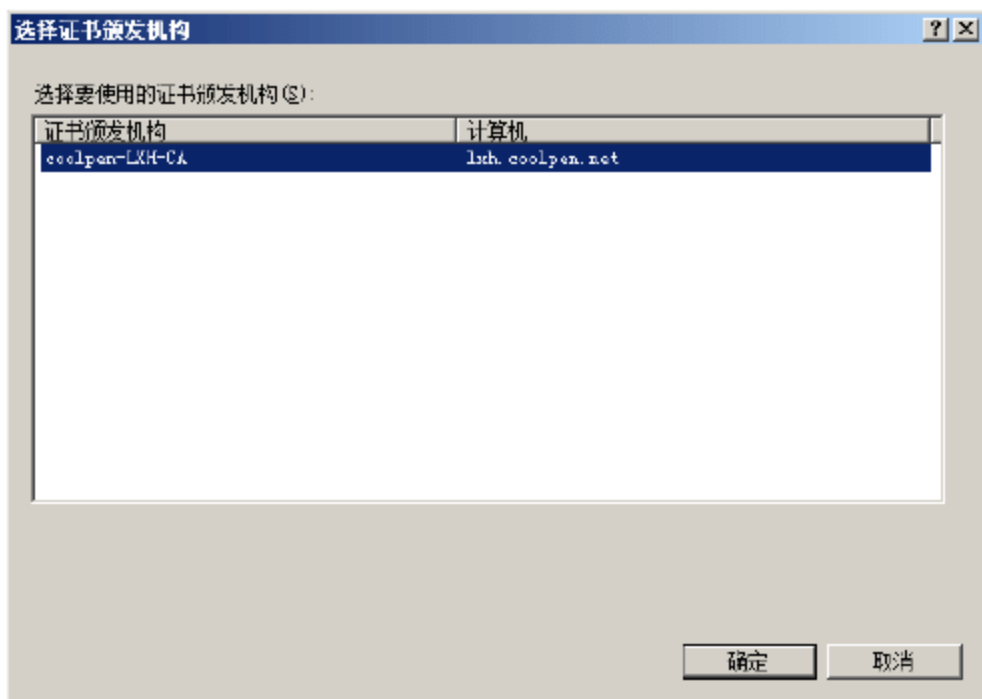 选择证书颁发机构
选择要使用的证书颁发机构(S):
证书颁发机构 计算机
coolpen-LXH-CA lxh.coolpen.net
确定 取消